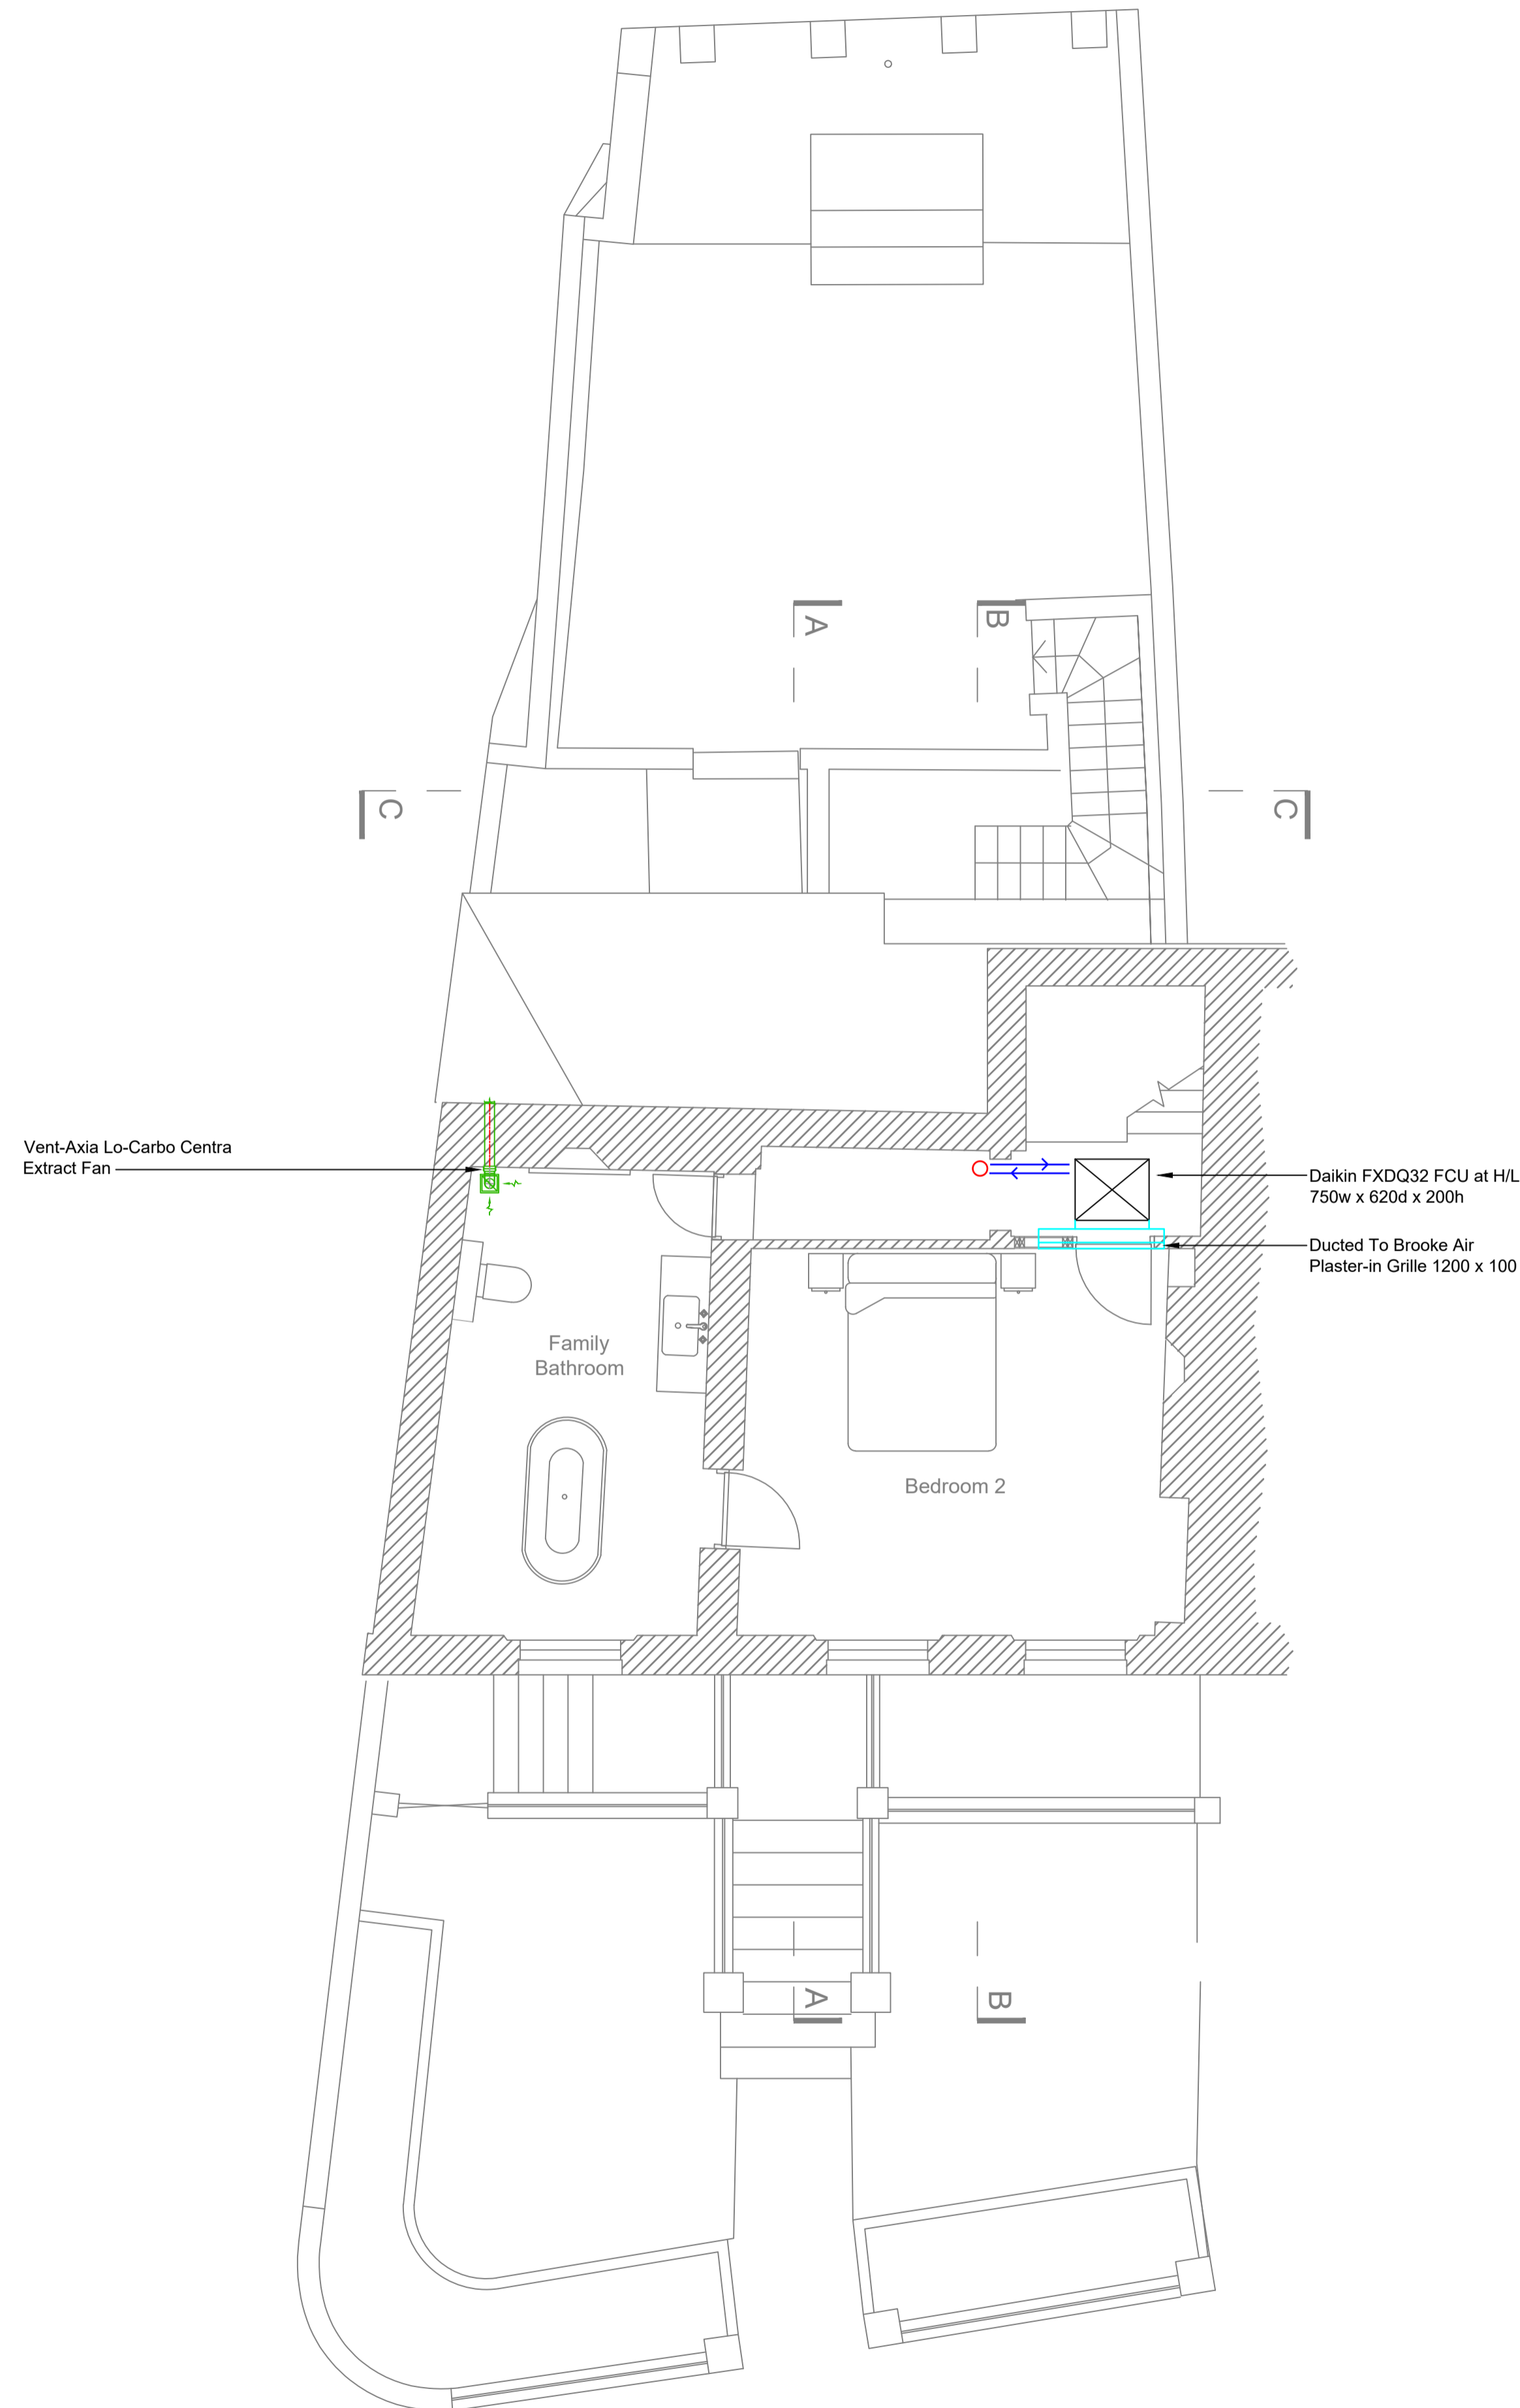 A
B
C
C
Vent-Axia Lo-Carbo Centra
Extract Fan
Daikin FXDQ32 FCU at H/L
750w x 620d x 200h
Ducted To Brooke Air
Plaster-in Grille 1200 x 100
Family
Bathroom
Bedroom 2
A
B